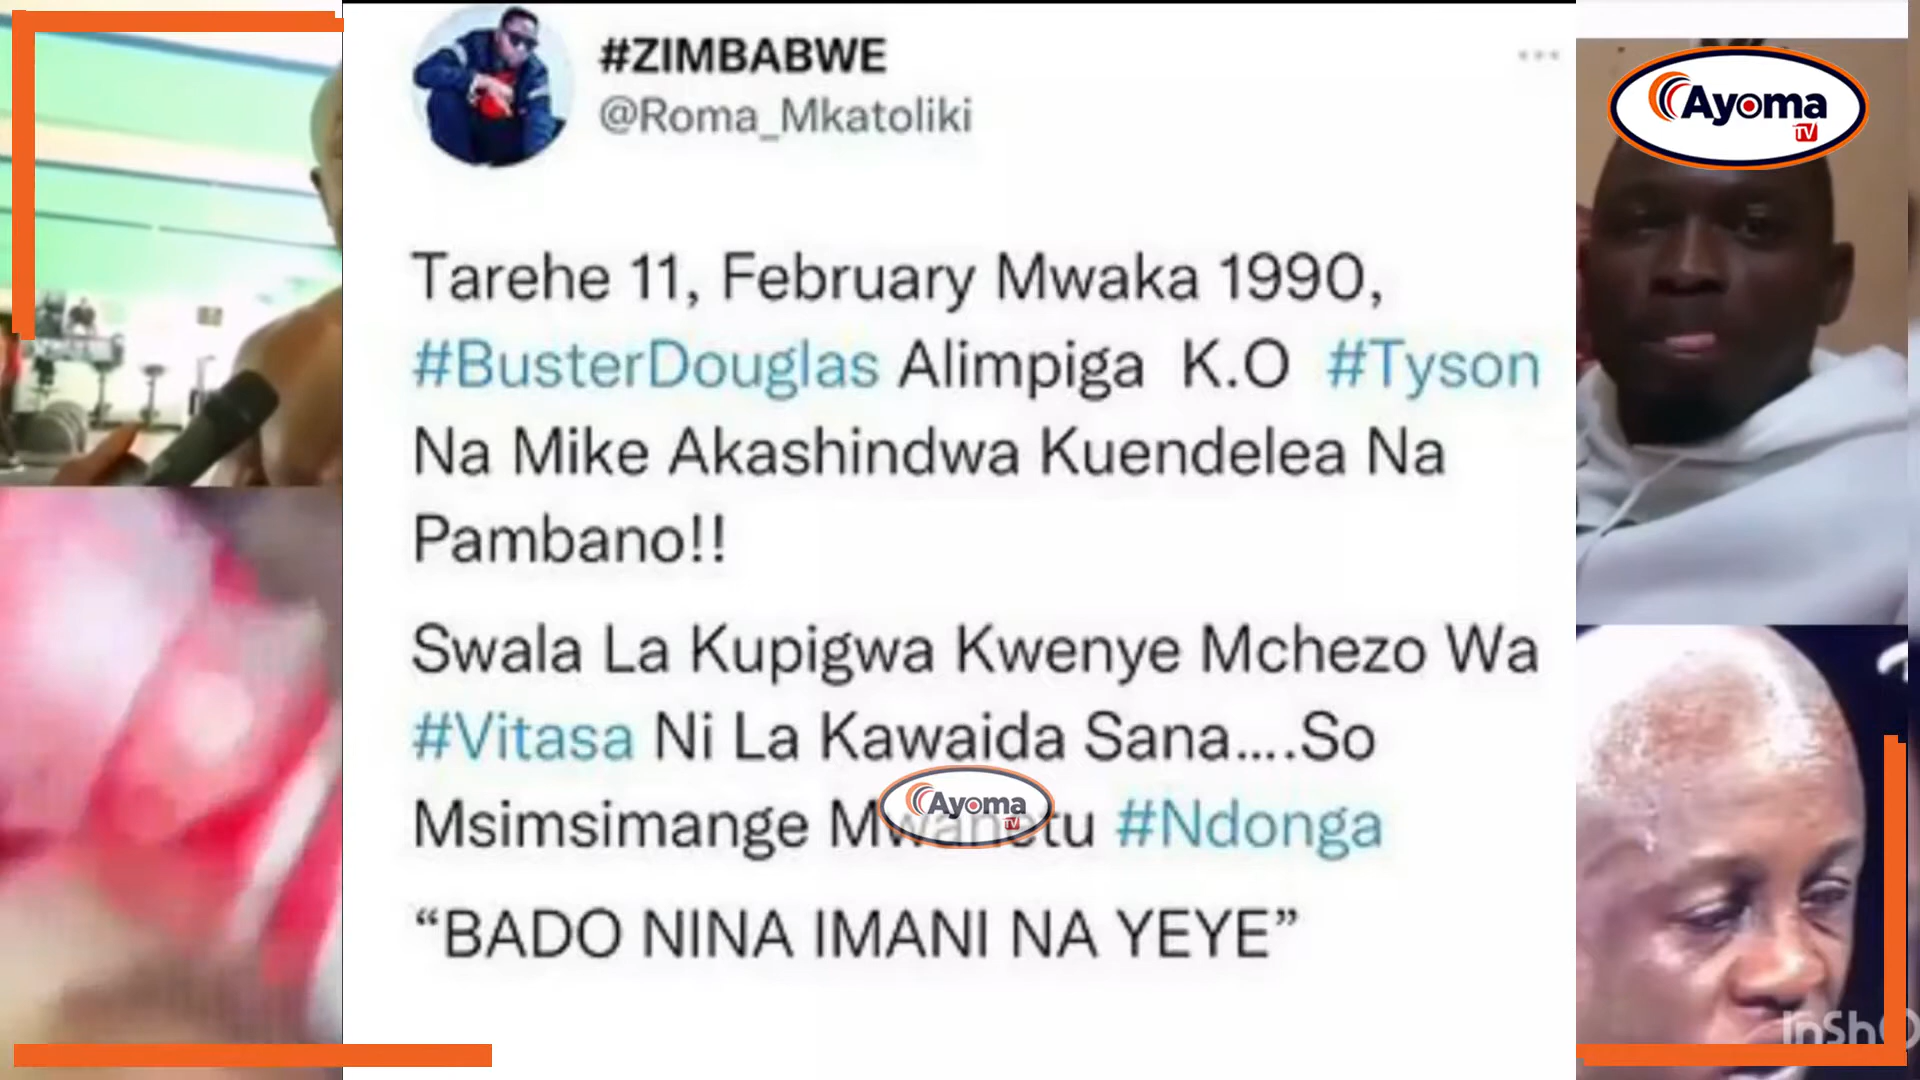 #ZIMBABWE
@Roma_Mkatoliki
Ayoma
TV
Tarehe 11, February Mwaka 1990,
#BusterDouglas Alimpiga K.O #Tyson
Na Mike Akashindwa Kuendelea Na
Pambano!!
Swala La Kupigwa Kwenye Mchezo Wa
#Vitasa Ni La Kawaida Sana....So
Msimsimange Mwanetu #Ndonga
Ayoma
TV
“BADO NINA IMANI NA YEYE”
InShO